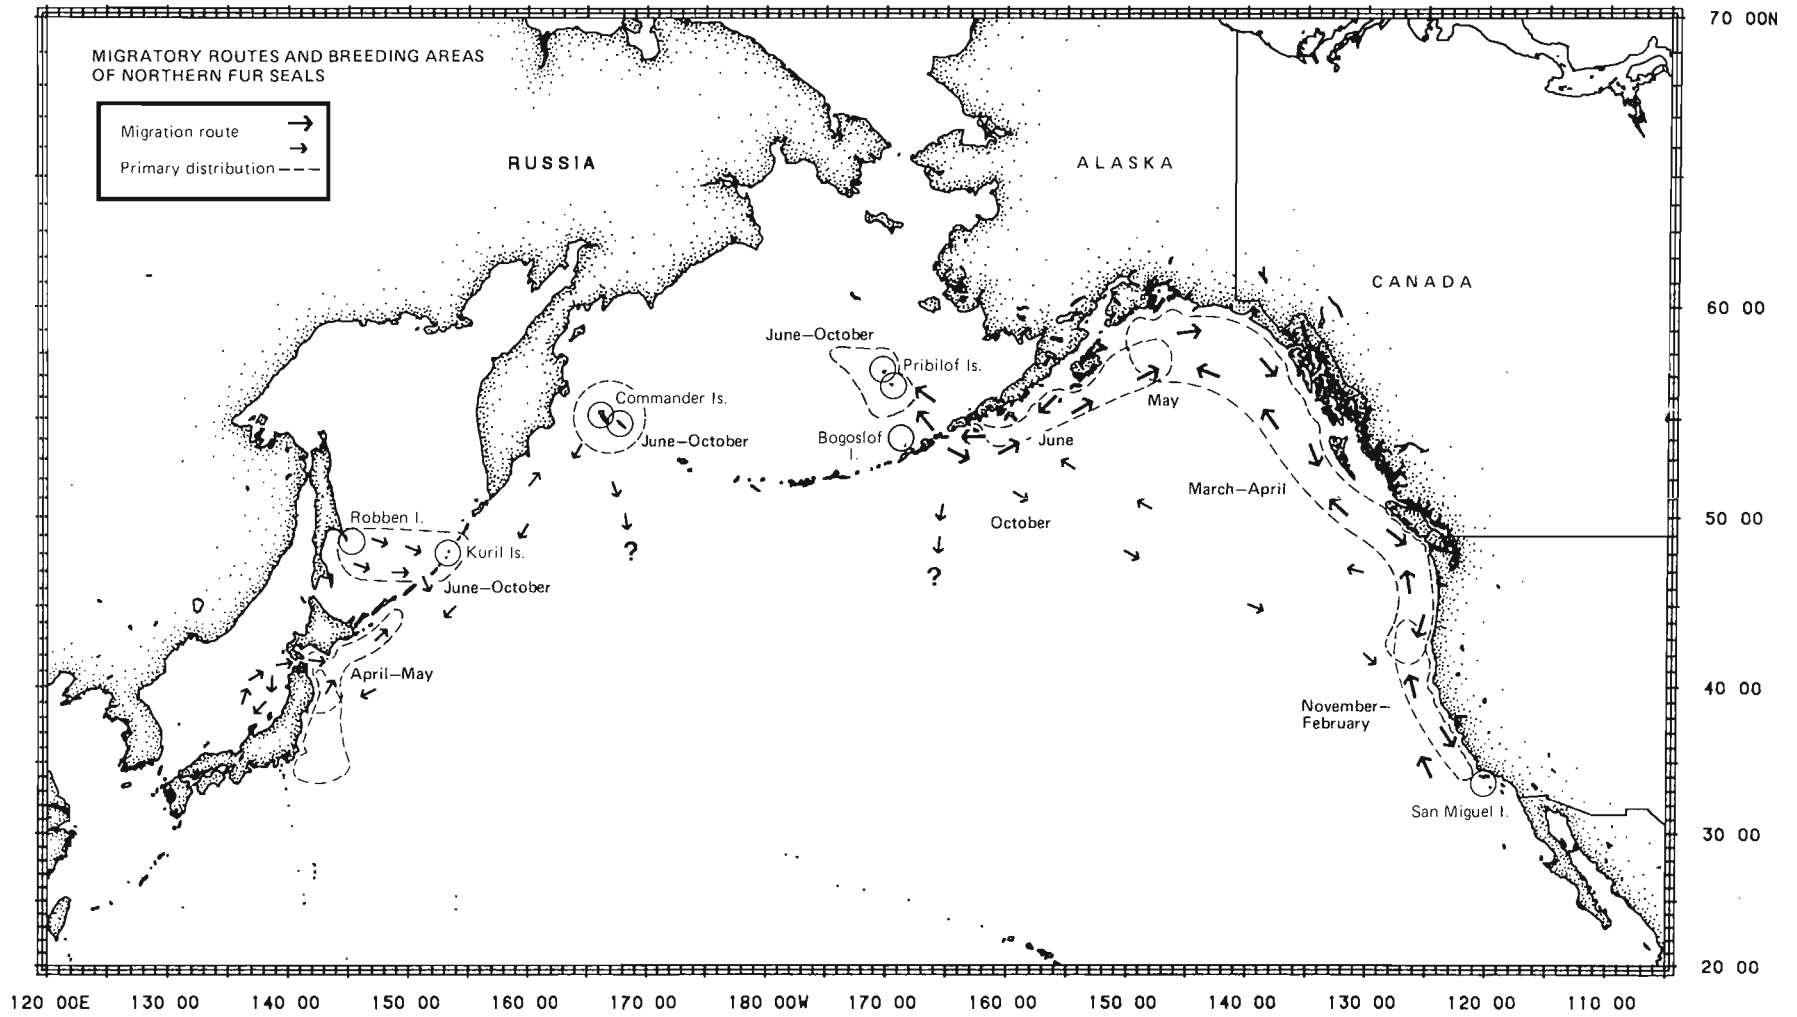 MIGRATORY ROUTES AND BREEDING AREAS
OF NORTHERN FUR SEALS
Migration route
Primary distribution
RUSSIA
ALASKA
CANADA
June–October
Pribilof Is.
Commander Is.
June–October
Bogoslof
I.
May
June
March–April
October
Robben I.
Kuril Is.
June–October
?
?
April–May
November–
February
San Miguel I.
70 00N
60 00
50 00
40 00
30 00
20 00
120 00E
130 00
140 00
150 00
160 00
170 00
180 00W
170 00
160 00
150 00
140 00
130 00
120 00
110 00